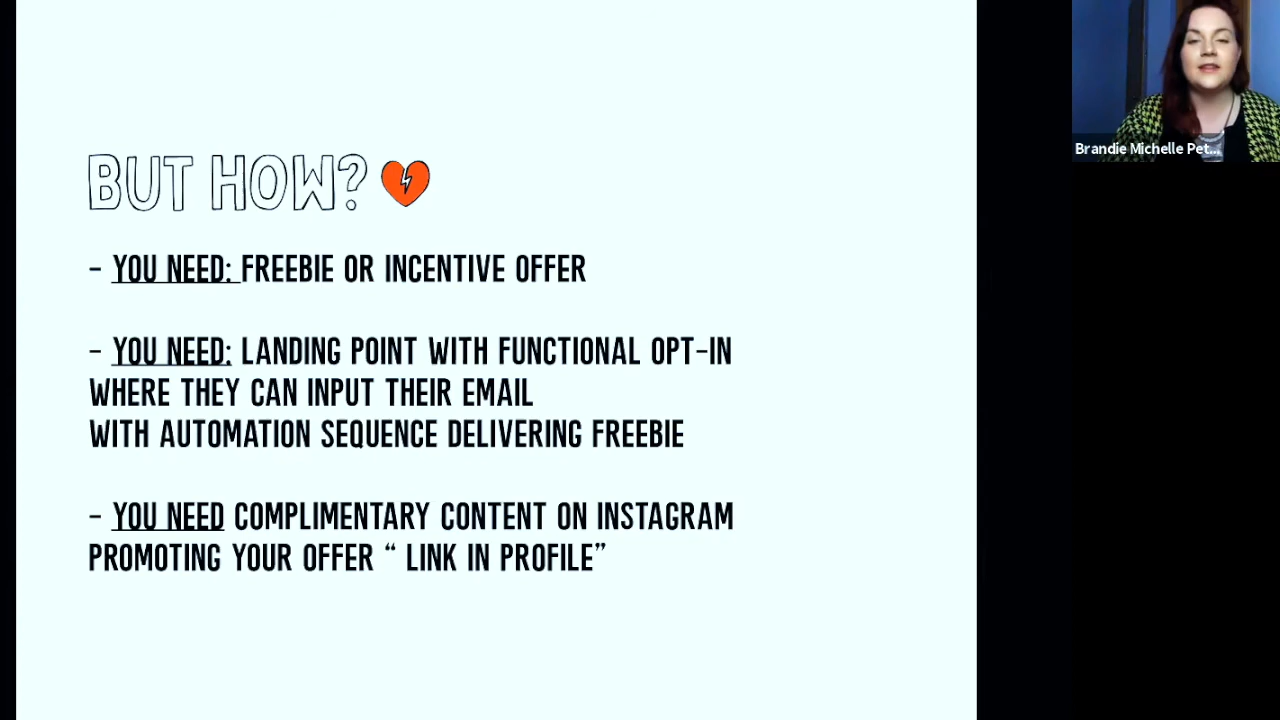 BUT HOW?
- YOU NEED: FREEBIE OR INCENTIVE OFFER
- YOU NEED: LANDING POINT WITH FUNCTIONAL OPT-IN
WHERE THEY CAN INPUT THEIR EMAIL
WITH AUTOMATION SEQUENCE DELIVERING FREEBIE
- YOU NEED COMPLIMENTARY CONTENT ON INSTAGRAM
PROMOTING YOUR OFFER “ LINK IN PROFILE”
Brandie Michelle Pet...